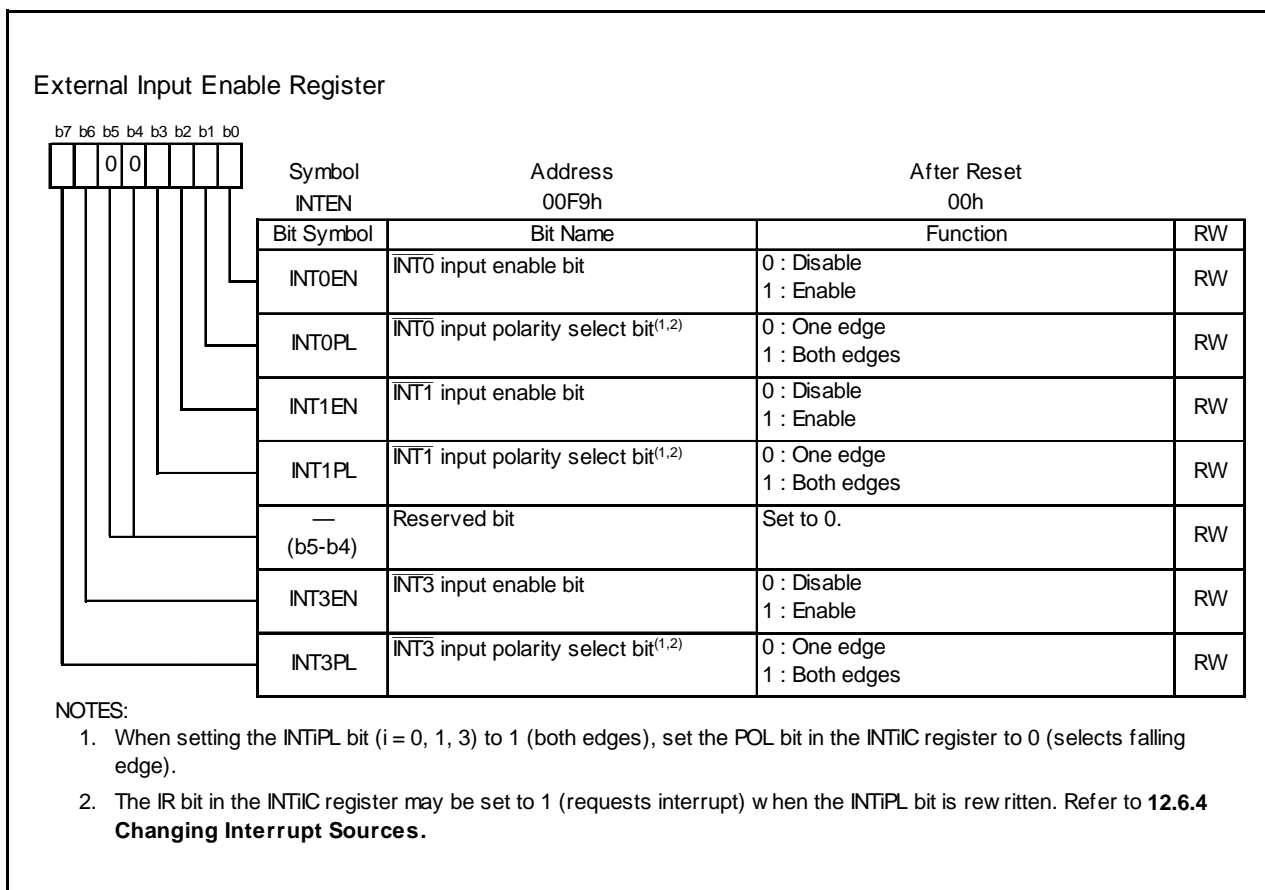 External Input Enable Register
b7 b6 b5 b4 b3 b2 b1 b0
0 0
Symbol Address After Reset
INTEN 00F9h 00h
Bit Symbol Bit Name Function RW
INT0EN INT0 input enable bit 0 : Disable RW
1 : Enable
INT0PL INT0 input polarity select bit(1,2) 0 : One edge RW
1 : Both edges
INT1EN INT1 input enable bit 0 : Disable RW
1 : Enable
INT1PL INT1 input polarity select bit(1,2) 0 : One edge RW
1 : Both edges
— Reserved bit Set to 0. RW
(b5-b4)
INT3EN INT3 input enable bit 0 : Disable RW
1 : Enable
INT3PL INT3 input polarity select bit(1,2) 0 : One edge RW
1 : Both edges
NOTES:
1. When setting the INTiPL bit (i = 0, 1, 3) to 1 (both edges), set the POL bit in the INTiIC register to 0 (selects falling
edge).
2. The IR bit in the INTiIC register may be set to 1 (requests interrupt) when the INTiPL bit is rewritten. Refer to 12.6.4
Changing Interrupt Sources.